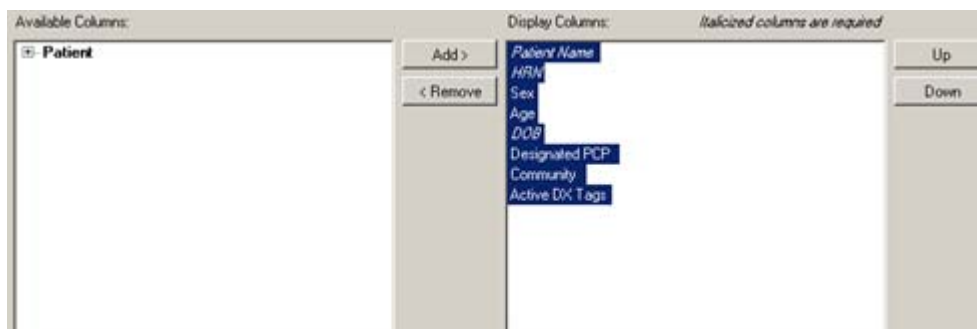 Available Columns:
Display Columns:
Italicized columns are required
Patient
Add >
< Remove
Patient Name
HRN
Sex
Age
DOB
Designated PCP
Community
Active DX Tags
Up
Down